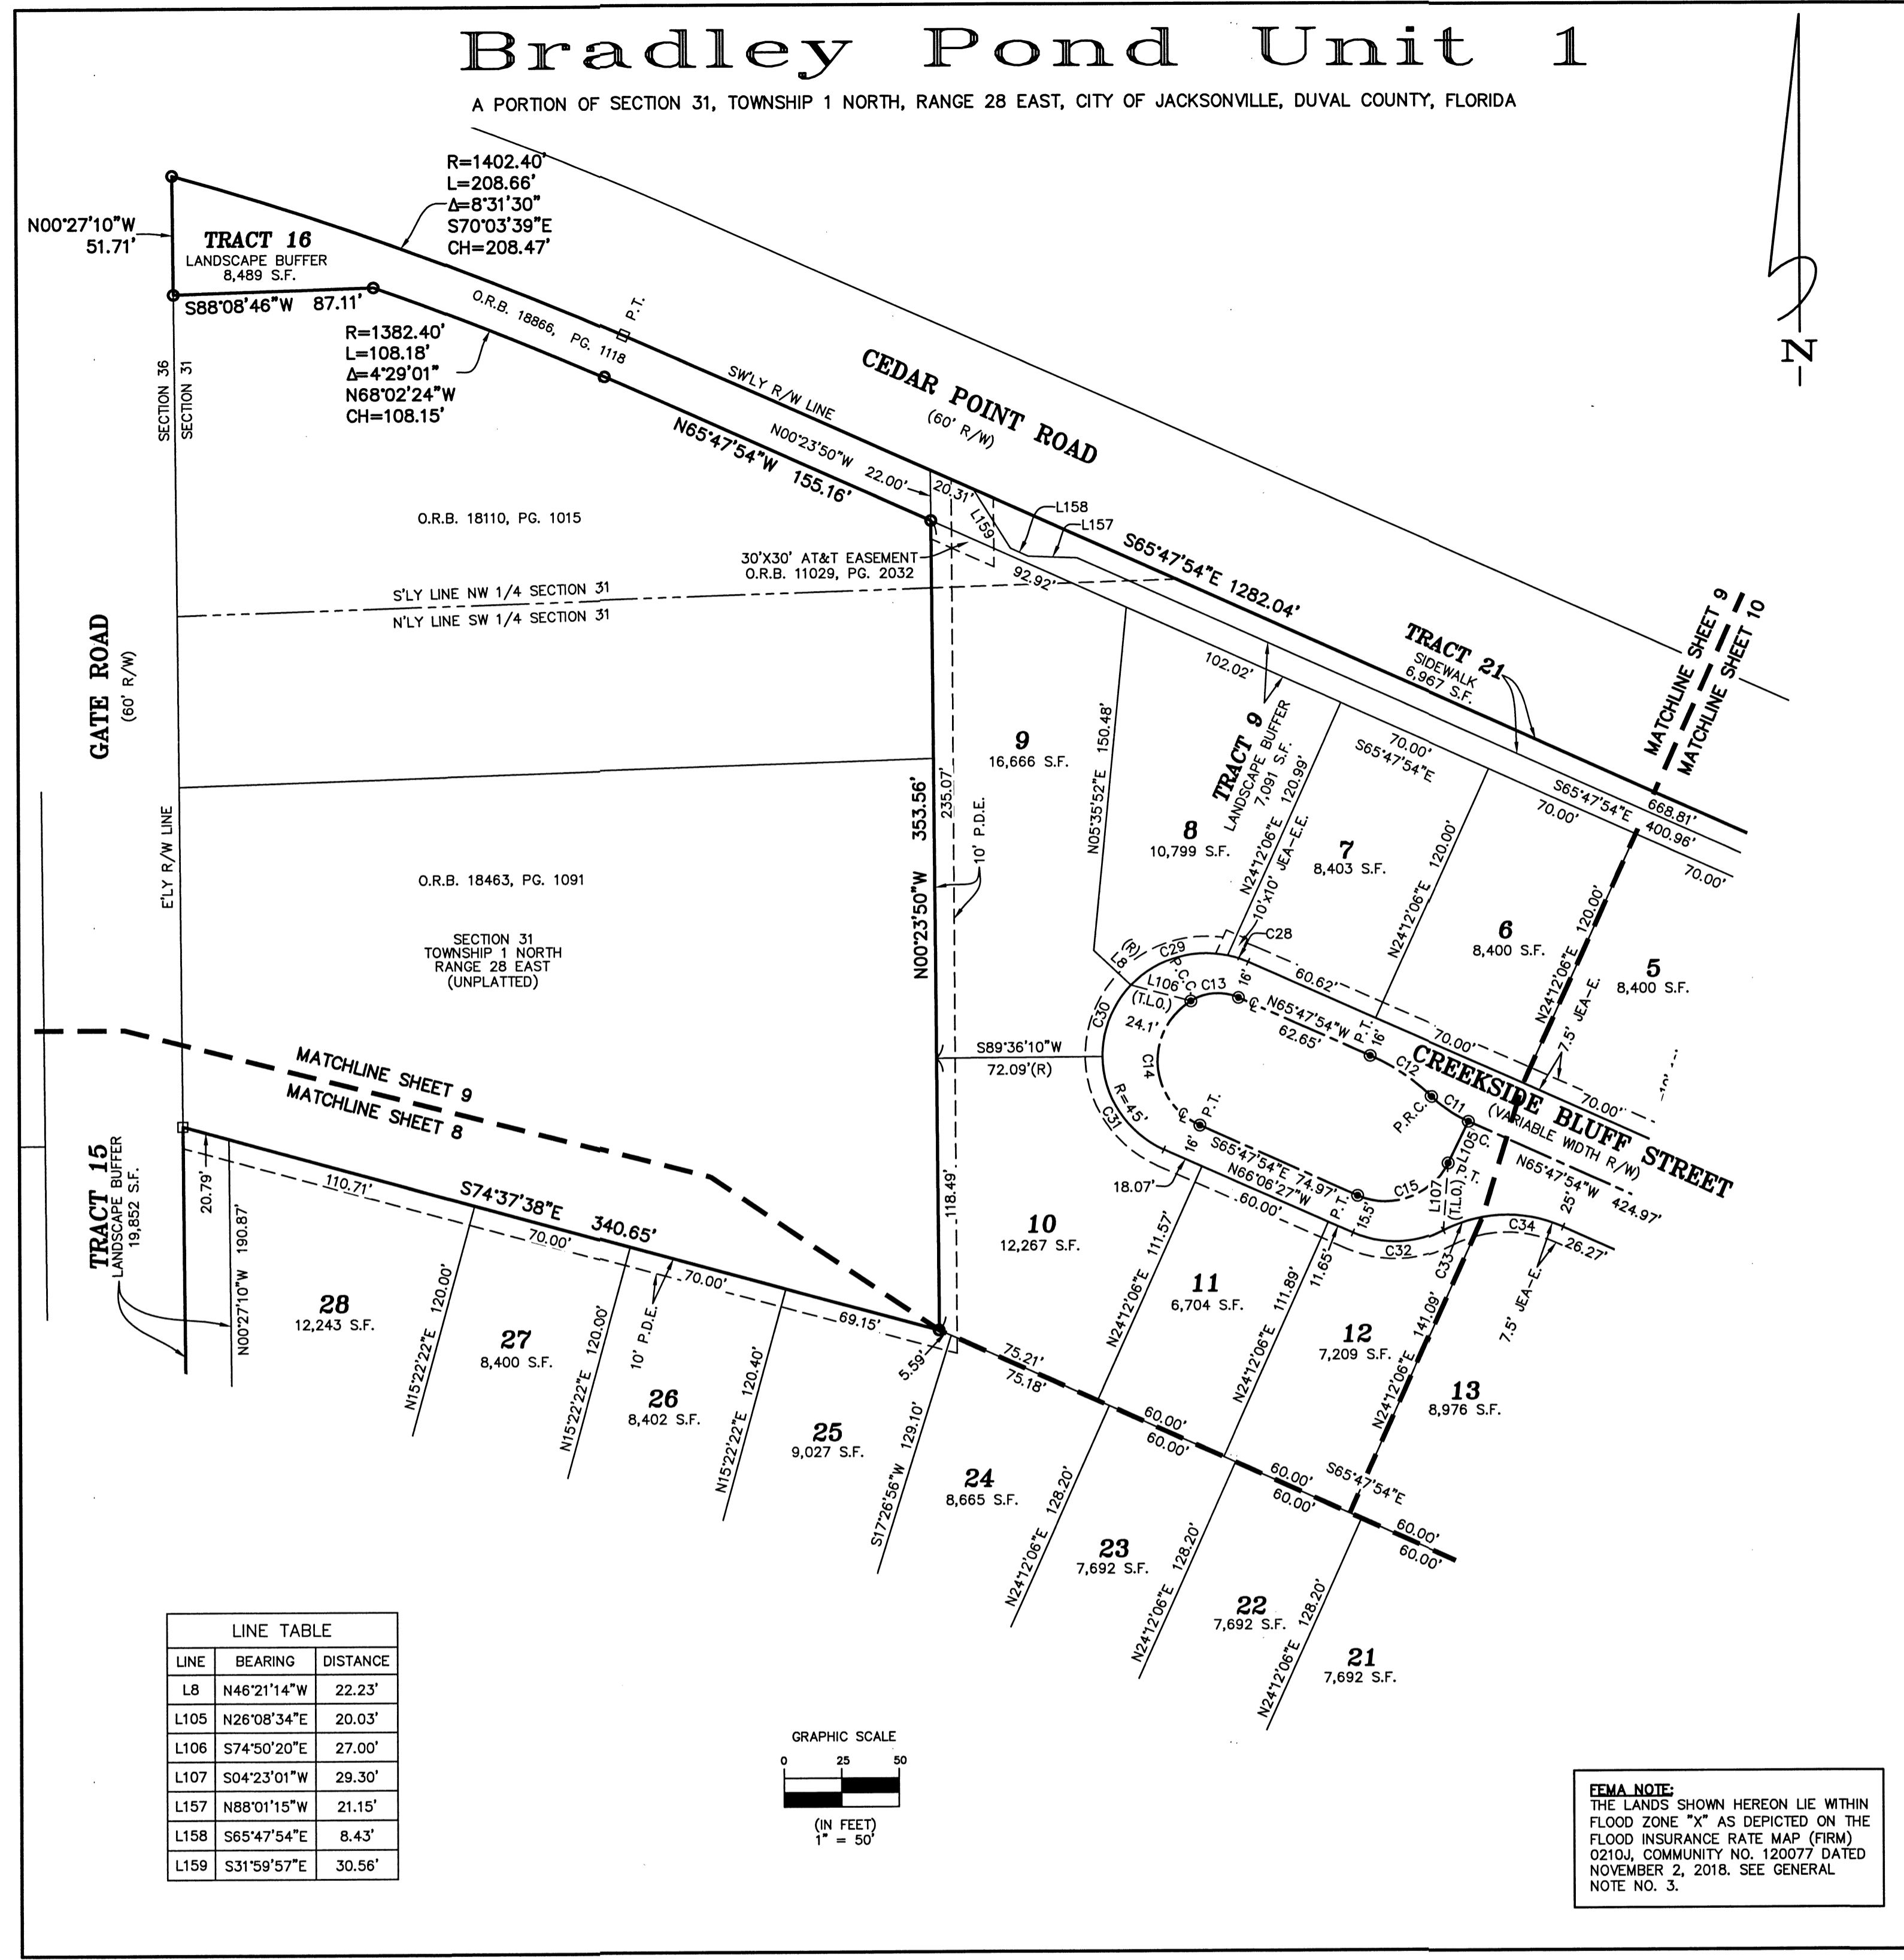 Bradley Pond Unit 1
A PORTION OF SECTION 31, TOWNSHIP 1 NORTH, RANGE 28 EAST, CITY OF JACKSONVILLE, DUVAL COUNTY, FLORIDA
R=1402.40'
L=208.66'
Δ=8°31'30"
S70°03'39"E
CH=208.47'
N00°27'10"W
51.71'
TRACT 16
LANDSCAPE BUFFER
8,489 S.F.
S88°08'46"W 87.11'
R=1382.40'
L=108.18'
Δ=4°29'01"
N68°02'24"W
CH=108.15'
O.R.B. 18866, PG. 1118
P.T.
SECTION 36
SECTION 31
SW'LY R/W LINE
CEDAR POINT ROAD
(60' R/W)
N
N65°47'54"W 155.16'
N00°23'50"W 22.00'
20.31'
L159
L158
L157
O.R.B. 18110, PG. 1015
30'X30' AT&T EASEMENT
O.R.B. 11029, PG. 2032
92.92'
S65°47'54"E 1282.04'
S'LY LINE NW 1/4 SECTION 31
N'LY LINE SW 1/4 SECTION 31
GATE ROAD
(60' R/W)
E'LY R/W LINE
MATCHLINE SHEET 9
MATCHLINE SHEET 10
TRACT 21
SIDEWALK
6,967 S.F.
102.02'
TRACT 9
LANDSCAPE BUFFER
7,091 S.F.
70.00'
S65°47'54"E
S65°47'54"E 668.81'
70.00'
400.96'
70.00'
9
16,666 S.F.
N05°35'52"E 150.48'
8
10,799 S.F.
N24°12'06"E 120.99'
10'x10' JEA-E.E.
7
8,403 S.F.
N24°12'06"E 120.00'
6
8,400 S.F.
N24°12'06"E 120.00'
5
8,400 S.F.
7.5' JEA-E.
N00°23'50"W 353.56'
235.07'
10' P.D.E.
O.R.B. 18463, PG. 1091
SECTION 31
TOWNSHIP 1 NORTH
RANGE 28 EAST
(UNPLATTED)
(R)
L8
C29
C28
P.C.C.
L106
(T.L.O.)
C13
16'
℄
60.62'
N65°47'54"W
62.65'
P.T.
16'
70.00'
C30
24.1'
C14
C12
CREEKSIDE BLUFF STREET
(VARIABLE WIDTH R/W)
70.00'
S89°36'10"W
72.09'(R)
R=45'
C31
℄
P.T.
16'
P.R.C.
C11
P.C.
L105
P.T.
N65°47'54"W
424.97'
S65°47'54"E 74.97'
N66°06'27"W
P.T.
15.5'
C15
L107
(T.L.O.)
25'
C34
26.27'
C32
C33
18.07'
60.00'
11.65'
7.5' JEA-E.
MATCHLINE SHEET 9
MATCHLINE SHEET 8
TRACT 15
LANDSCAPE BUFFER
19,852 S.F.
20.79'
N00°27'10"W 190.87'
110.71'
S74°37'38"E 340.65'
70.00'
70.00'
69.15'
118.49'
5.59'
10' P.D.E.
10
12,267 S.F.
N24°12'06"E 111.57'
11
6,704 S.F.
N24°12'06"E 111.89'
12
7,209 S.F.
N24°12'06"E 141.09'
13
8,976 S.F.
28
12,243 S.F.
N15°22'22"E 120.00'
27
8,400 S.F.
N15°22'22"E 120.00'
26
8,402 S.F.
N15°22'22"E 120.40'
25
9,027 S.F.
S17°26'56"W 129.10'
24
8,665 S.F.
75.21'
75.18'
60.00'
60.00'
60.00'
60.00'
S65°47'54"E
60.00'
60.00'
N24°12'06"E 128.20'
23
7,692 S.F.
N24°12'06"E 128.20'
22
7,692 S.F.
N24°12'06"E 128.20'
21
7,692 S.F.
LINE TABLE
LINE BEARING DISTANCE
L8 N46°21'14"W 22.23'
L105 N26°08'34"E 20.03'
L106 S74°50'20"E 27.00'
L107 S04°23'01"W 29.30'
L157 N88°01'15"W 21.15'
L158 S65°47'54"E 8.43'
L159 S31°59'57"E 30.56'
GRAPHIC SCALE
0 25 50
(IN FEET)
1" = 50'
FEMA NOTE:
THE LANDS SHOWN HEREON LIE WITHIN
FLOOD ZONE "X" AS DEPICTED ON THE
FLOOD INSURANCE RATE MAP (FIRM)
0210J, COMMUNITY NO. 120077 DATED
NOVEMBER 2, 2018. SEE GENERAL
NOTE NO. 3.